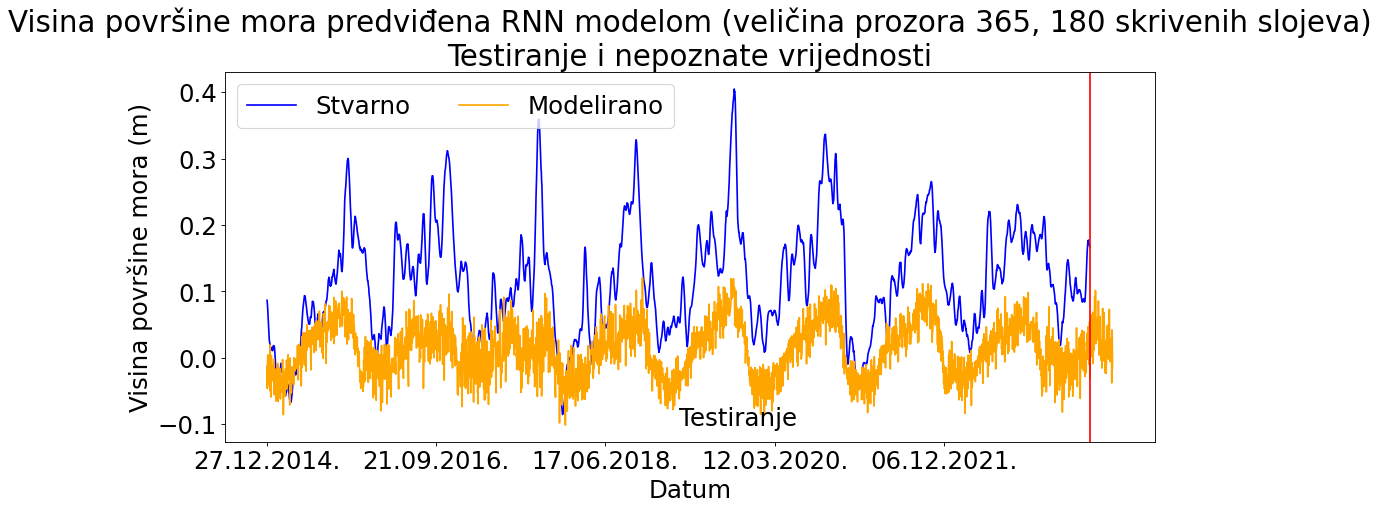 Visina površine mora predviđena RNN modelom (veličina prozora 365, 180 skrivenih slojeva)
Testiranje i nepoznate vrijednosti
Stvarno
Modelirano
Visina površine mora (m)
0.4
0.3
0.2
0.1
0.0
−0.1
Testiranje
27.12.2014.
21.09.2016.
17.06.2018.
12.03.2020.
06.12.2021.
Datum